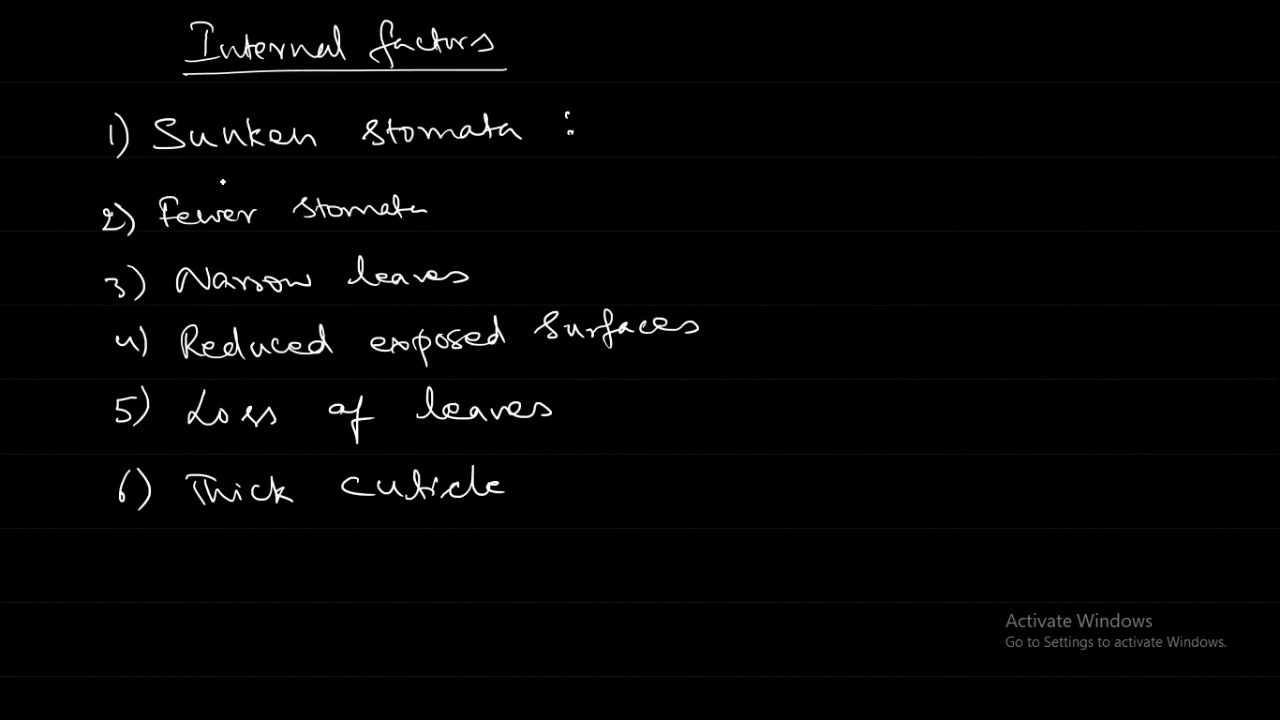 Internal factors
1) Sunken stomata :
2) Fewer stomata
3) Narrow leaves
4) Reduced exposed surfaces
5) Loss of leaves
6) Thick cuticle
Activate Windows
Go to Settings to activate Windows.